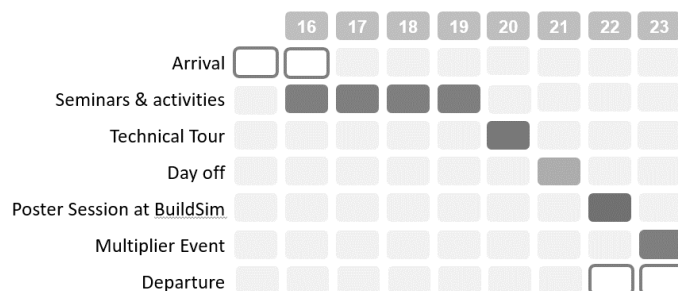 16 17 18 19 20 21 22 23
Arrival
Seminars & activities
Technical Tour
Day off
Poster Session at BuildSim
Multiplier Event
Departure